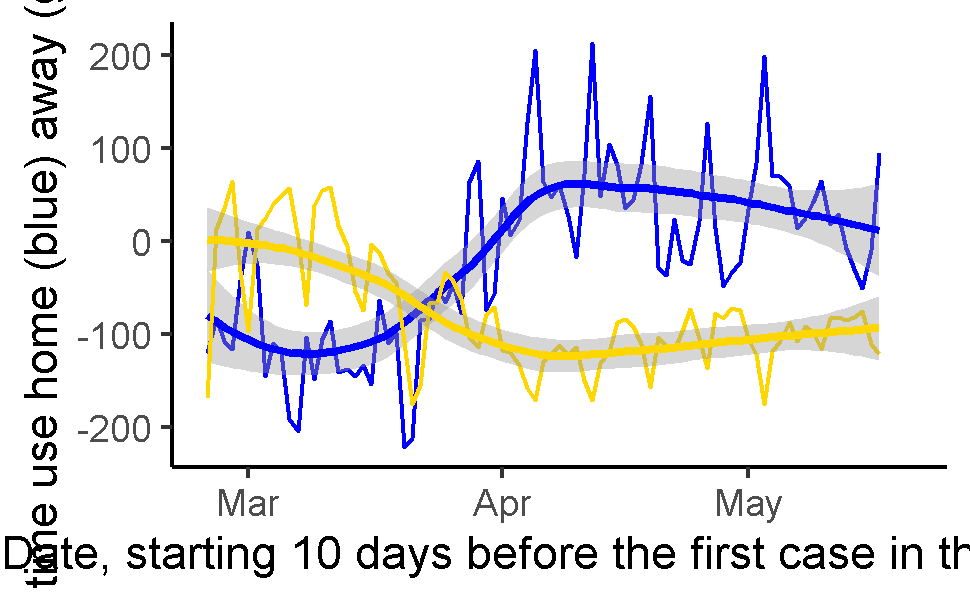 time use home (blue) away (
200
100
0
-100
-200
Mar Apr May
Date, starting 10 days before the first case in th